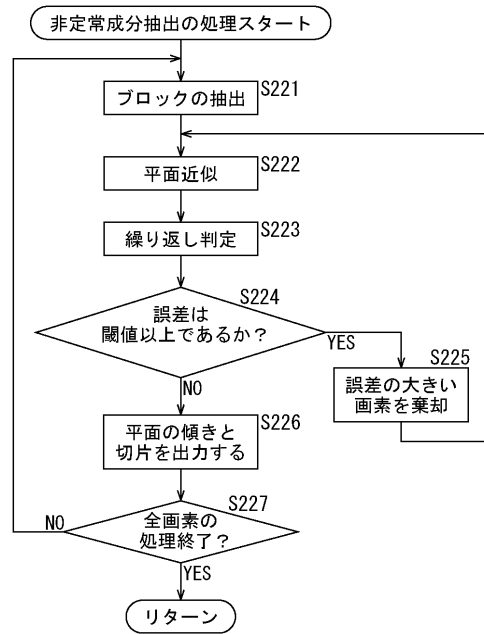 非定常成分抽出の処理スタート
S221
ブロックの抽出
S222
平面近似
S223
繰り返し判定
S224
誤差は
閾値以上であるか？
YES
NO
S225
誤差の大きい
画素を棄却
S226
平面の傾きと
切片を出力する
S227
全画素の
処理終了？
NO
YES
リターン